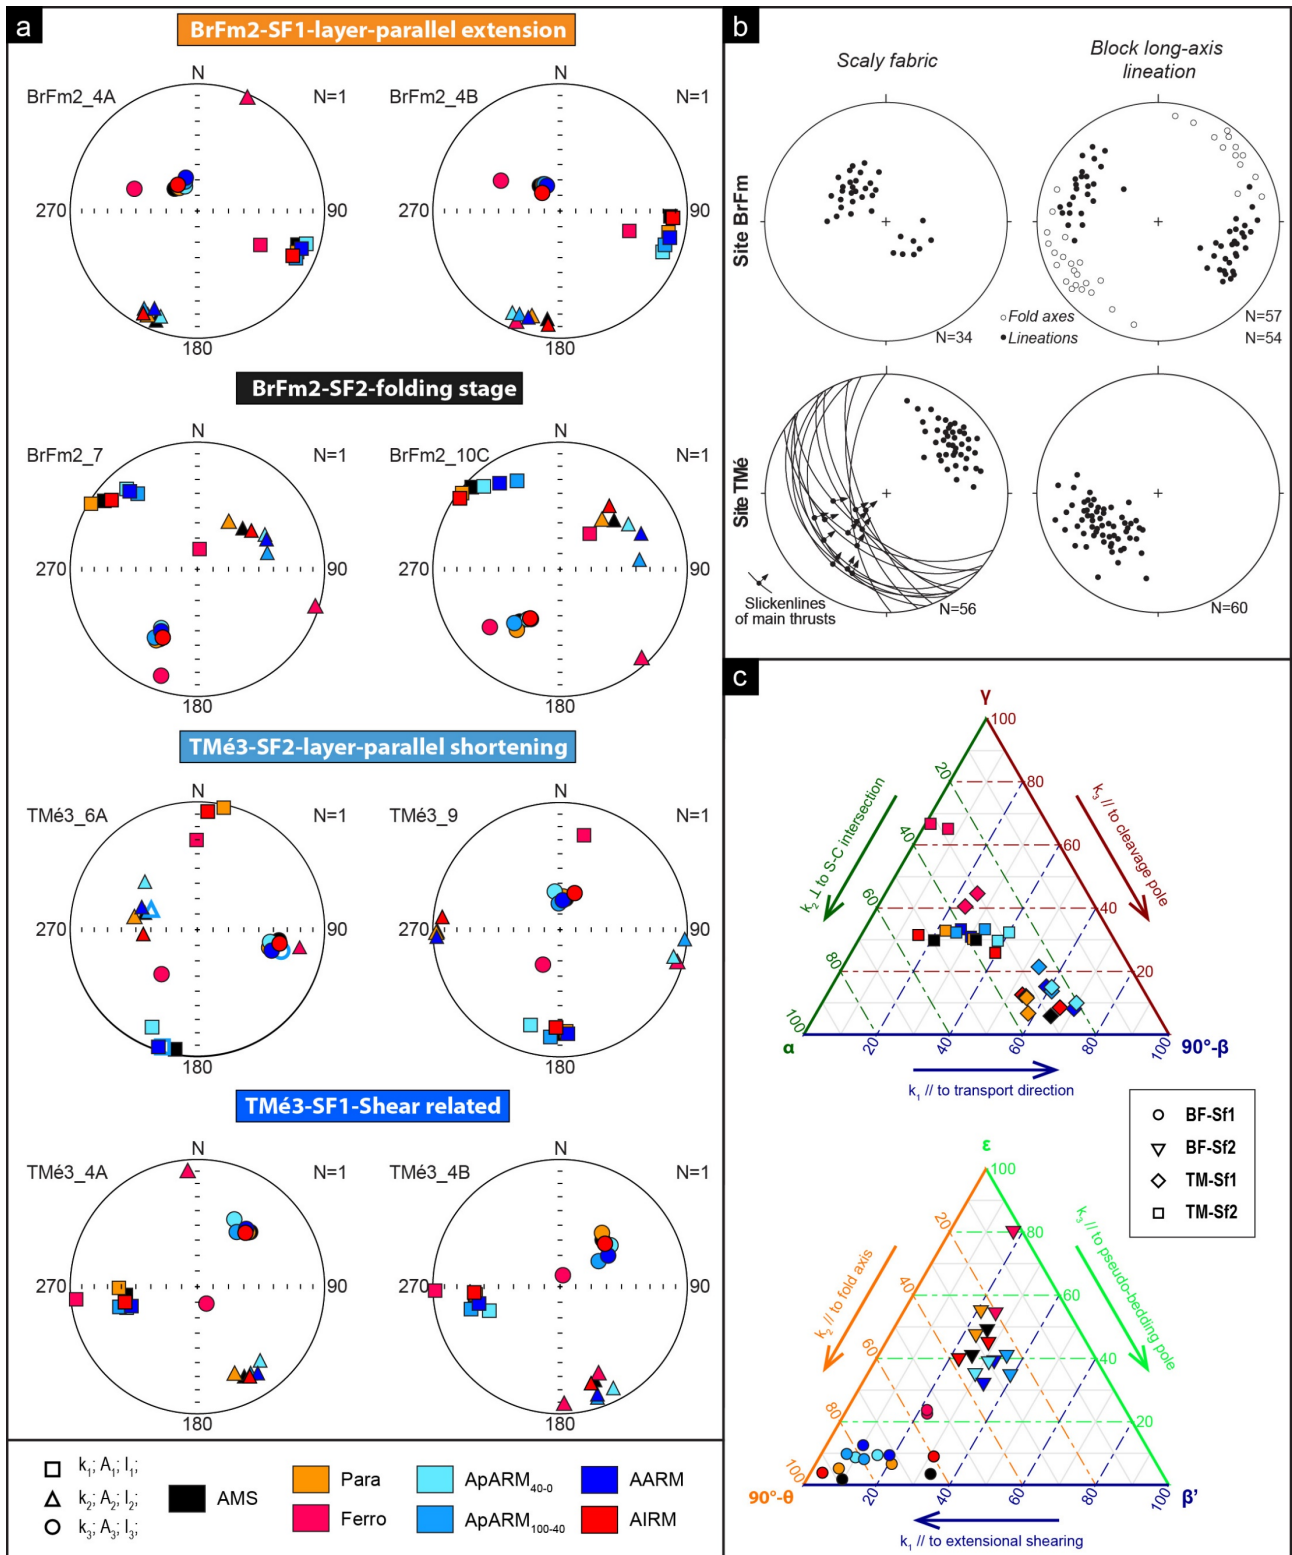 a
BrFm2-SF1-layer-parallel extension
BrFm2_4A
N
N=1
270
90
180
BrFm2_4B
N
N=1
270
90
180
BrFm2-SF2-folding stage
BrFm2_7
N
N=1
270
90
180
BrFm2_10C
N
N=1
270
90
180
TMé3-SF2-layer-parallel shortening
TMé3_6A
N
N=1
270
90
180
TMé3_9
N
N=1
270
90
180
TMé3-SF1-Shear related
TMé3_4A
N
N=1
270
90
180
TMé3_4B
N
N=1
270
90
180
k1; A1; I1;
k2; A2; I2;
k3; A3; I3;
AMS
Para
Ferro
ApARM40-0
ApARM100-40
AARM
AIRM
b
Scaly fabric
Block long-axis
lineation
Site BrFm
N=34
Fold axes
Lineations
N=57
N=54
Site TMé
Slickenlines
of main thrusts
N=56
N=60
c
γ
100
80
60
40
20
k3 // to cleavage pole
20
40
60
80
100
k2 ⊥ to S-C intersection
α
20
40
60
80
100
90°-β
k1 // to transport direction
BF-Sf1
BF-Sf2
TM-Sf1
TM-Sf2
ε
100
80
60
40
20
k3 // to pseudo-bedding pole
20
40
60
80
100
k2 // to fold axis
90°-θ
20
40
60
80
100
β'
k1 // to extensional shearing